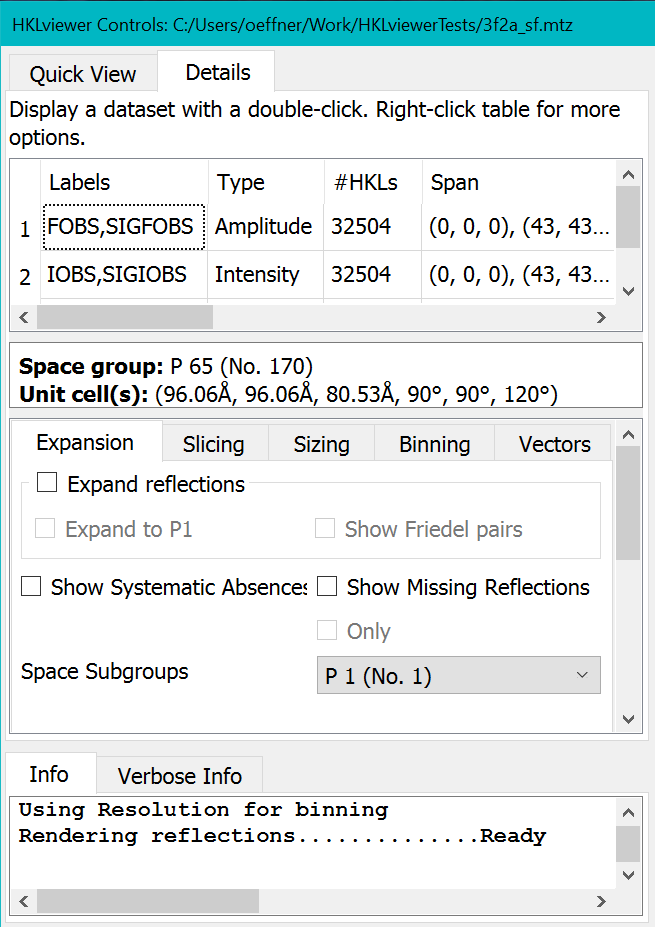 HKLviewer Controls: C:/Users/oeffner/Work/HKLviewerTests/3f2a_sf.mtz
Quick View Details
Display a dataset with a double-click. Right-click table for more
options.
Labels Type #HKLs Span
1 FOBS,SIGFOBS Amplitude 32504 (0, 0, 0), (43, 43...
2 IOBS,SIGIOBS Intensity 32504 (0, 0, 0), (43, 43...
Space group: P 65 (No. 170)
Unit cell(s): (96.06Å, 96.06Å, 80.53Å, 90°, 90°, 120°)
Expansion Slicing Sizing Binning Vectors
Expand reflections
Expand to P1 Show Friedel pairs
Show Systematic Absences Show Missing Reflections
Only
Space Subgroups P 1 (No. 1)
Info Verbose Info
Using Resolution for binning
Rendering reflections..............Ready